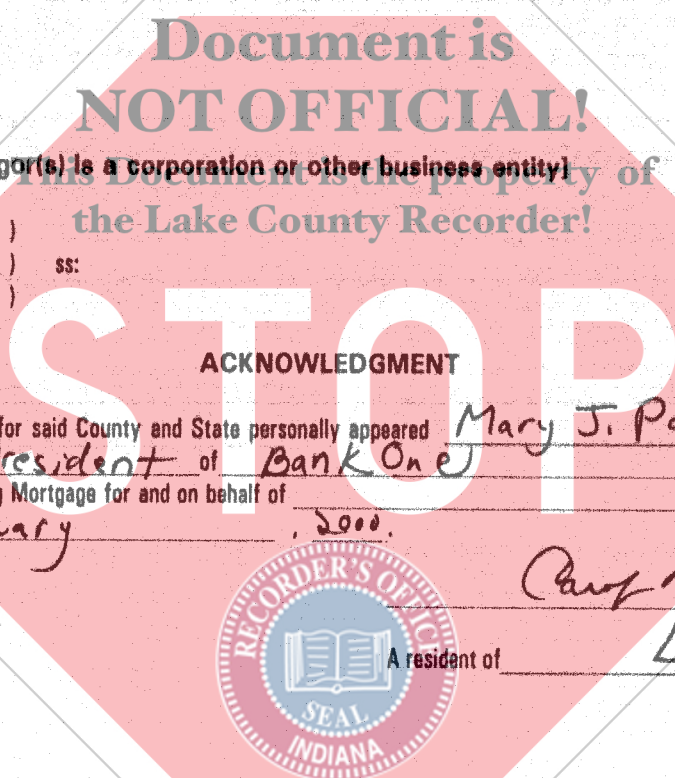 Document is
NOT OFFICIAL!
gor(s) is a corporation or other business entity]
This Document is the property of
the Lake County Recorder!
)
) ss:
)
STOP
ACKNOWLEDGMENT
for said County and State personally appeared Mary J. Pa
resident of Bank One
g Mortgage for and on behalf of
uary , 2000.
RECORDER'S OFFICE
A resident of
SEAL
INDIANA